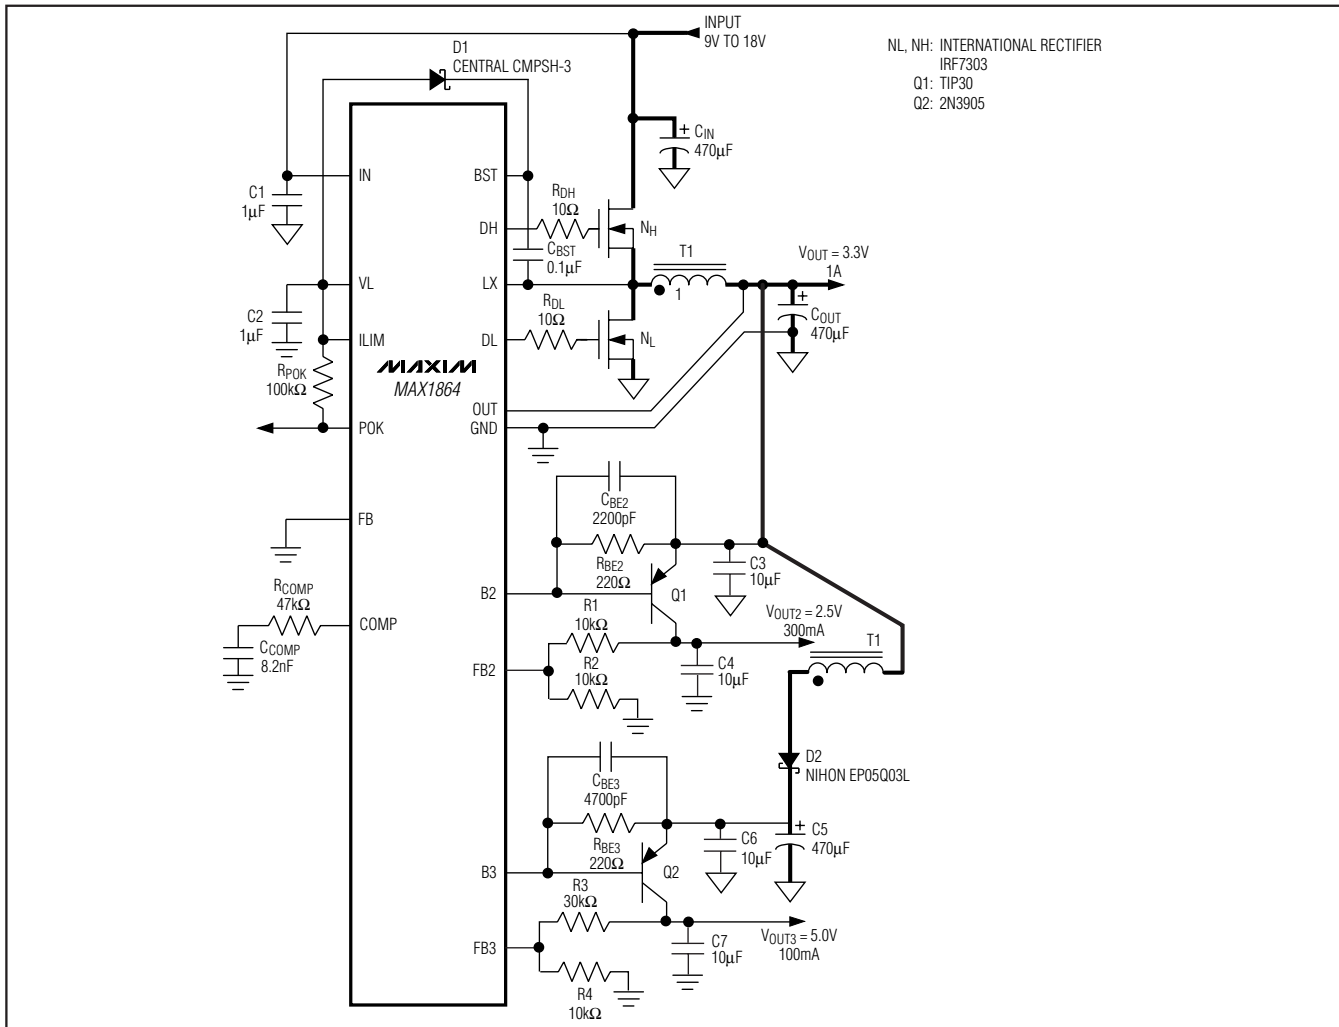 INPUT
9V TO 18V
NL, NH: INTERNATIONAL RECTIFIER
IRF7303
Q1: TIP30
Q2: 2N3905
D1
CENTRAL CMPSH-3
CIN
470µF
IN
BST
C1
1µF
RDH
10Ω
DH
NH
CBST
0.1µF
T1
VOUT = 3.3V
1A
VL
LX
1
C2
1µF
RDL
10Ω
COUT
470µF
ILIM
DL
NL
RPOK
100kΩ
MAXIM
MAX1864
OUT
POK
GND
CBE2
2200pF
FB
RBE2
220Ω
C3
10µF
RCOMP
47kΩ
B2
Q1
COMP
R1
10kΩ
VOUT2 = 2.5V
300mA
T1
CCOMP
8.2nF
FB2
R2
10kΩ
C4
10µF
D2
NIHON EP05Q03L
CBE3
4700pF
RBE3
220Ω
C6
10µF
C5
470µF
B3
Q2
R3
30kΩ
VOUT3 = 5.0V
100mA
FB3
C7
10µF
R4
10kΩ